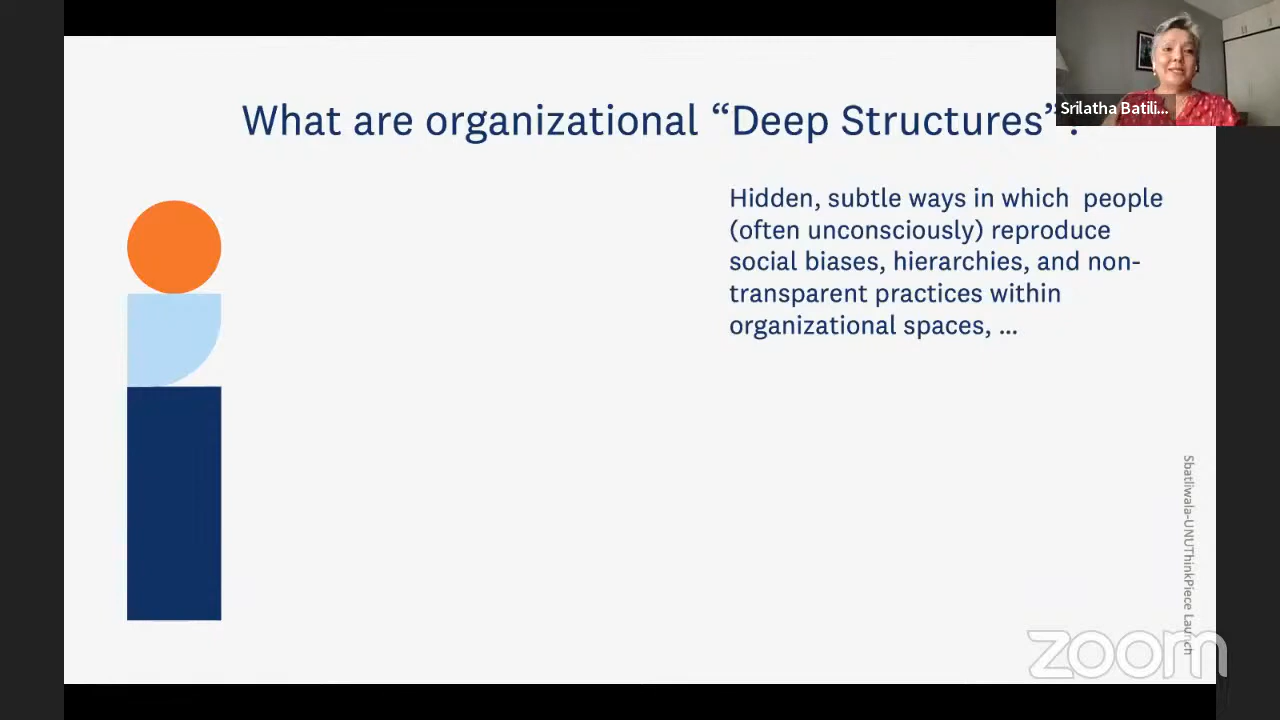 What are organizational “Deep Structures”?
Srilatha Batili...
Hidden, subtle ways in which people
(often unconsciously) reproduce
social biases, hierarchies, and non-
transparent practices within
organizational spaces, ...
Sbatliwala-UNUThinkPiece Launch
zoom